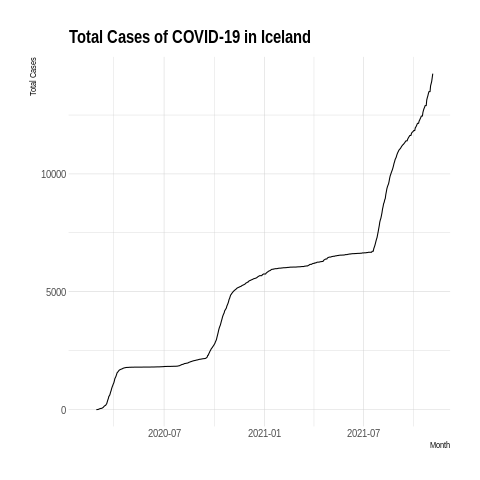 Total Cases of COVID-19 in Iceland
Total Cases
10000
5000
0
2020-07
2021-01
2021-07
Month